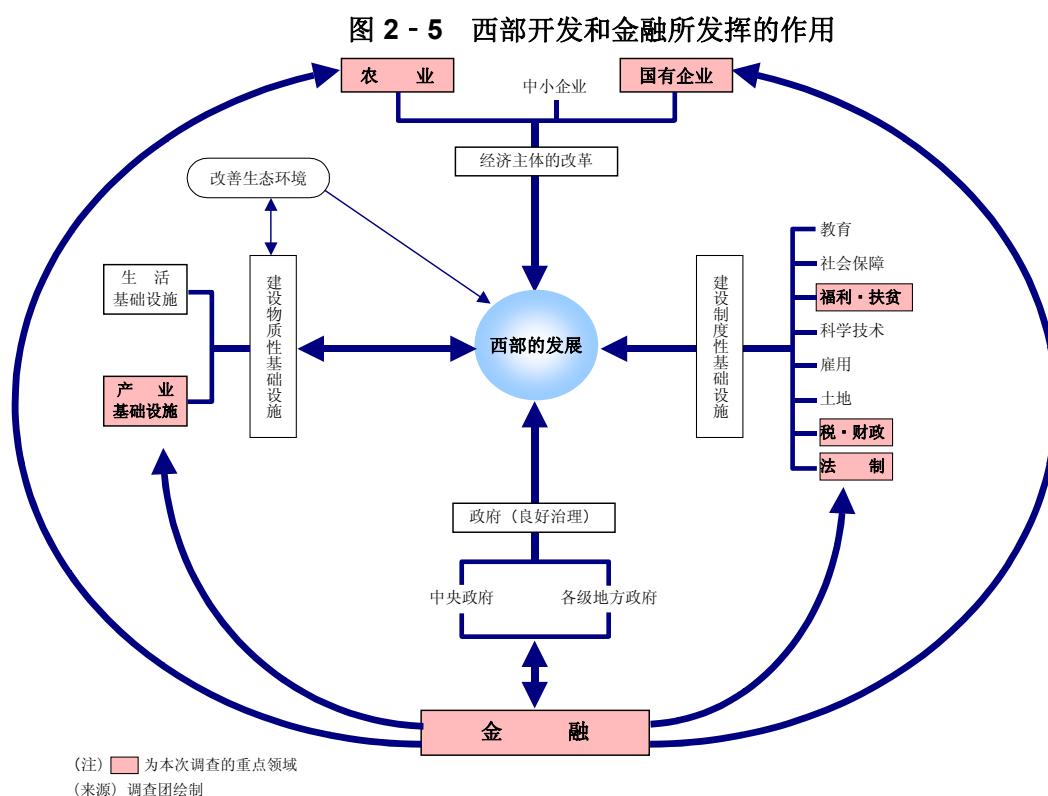 图 2 - 5 西部开发和金融所发挥的作用
农 业
中小企业
国有企业
经济主体的改革
改善生态环境
生 活
基础设施
产 业
基础设施
建设物质性基础设施
西部的发展
建设制度性基础设施
教育
社会保障
福利・扶贫
科学技术
雇用
土地
税・财政
法 制
政府（良好治理）
中央政府
各级地方政府
金 融
(注) 为本次调查的重点领域
(来源) 调查团绘制